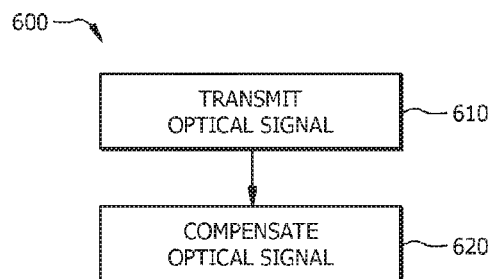 600
TRANSMIT
OPTICAL SIGNAL
610
COMPENSATE
OPTICAL SIGNAL
620